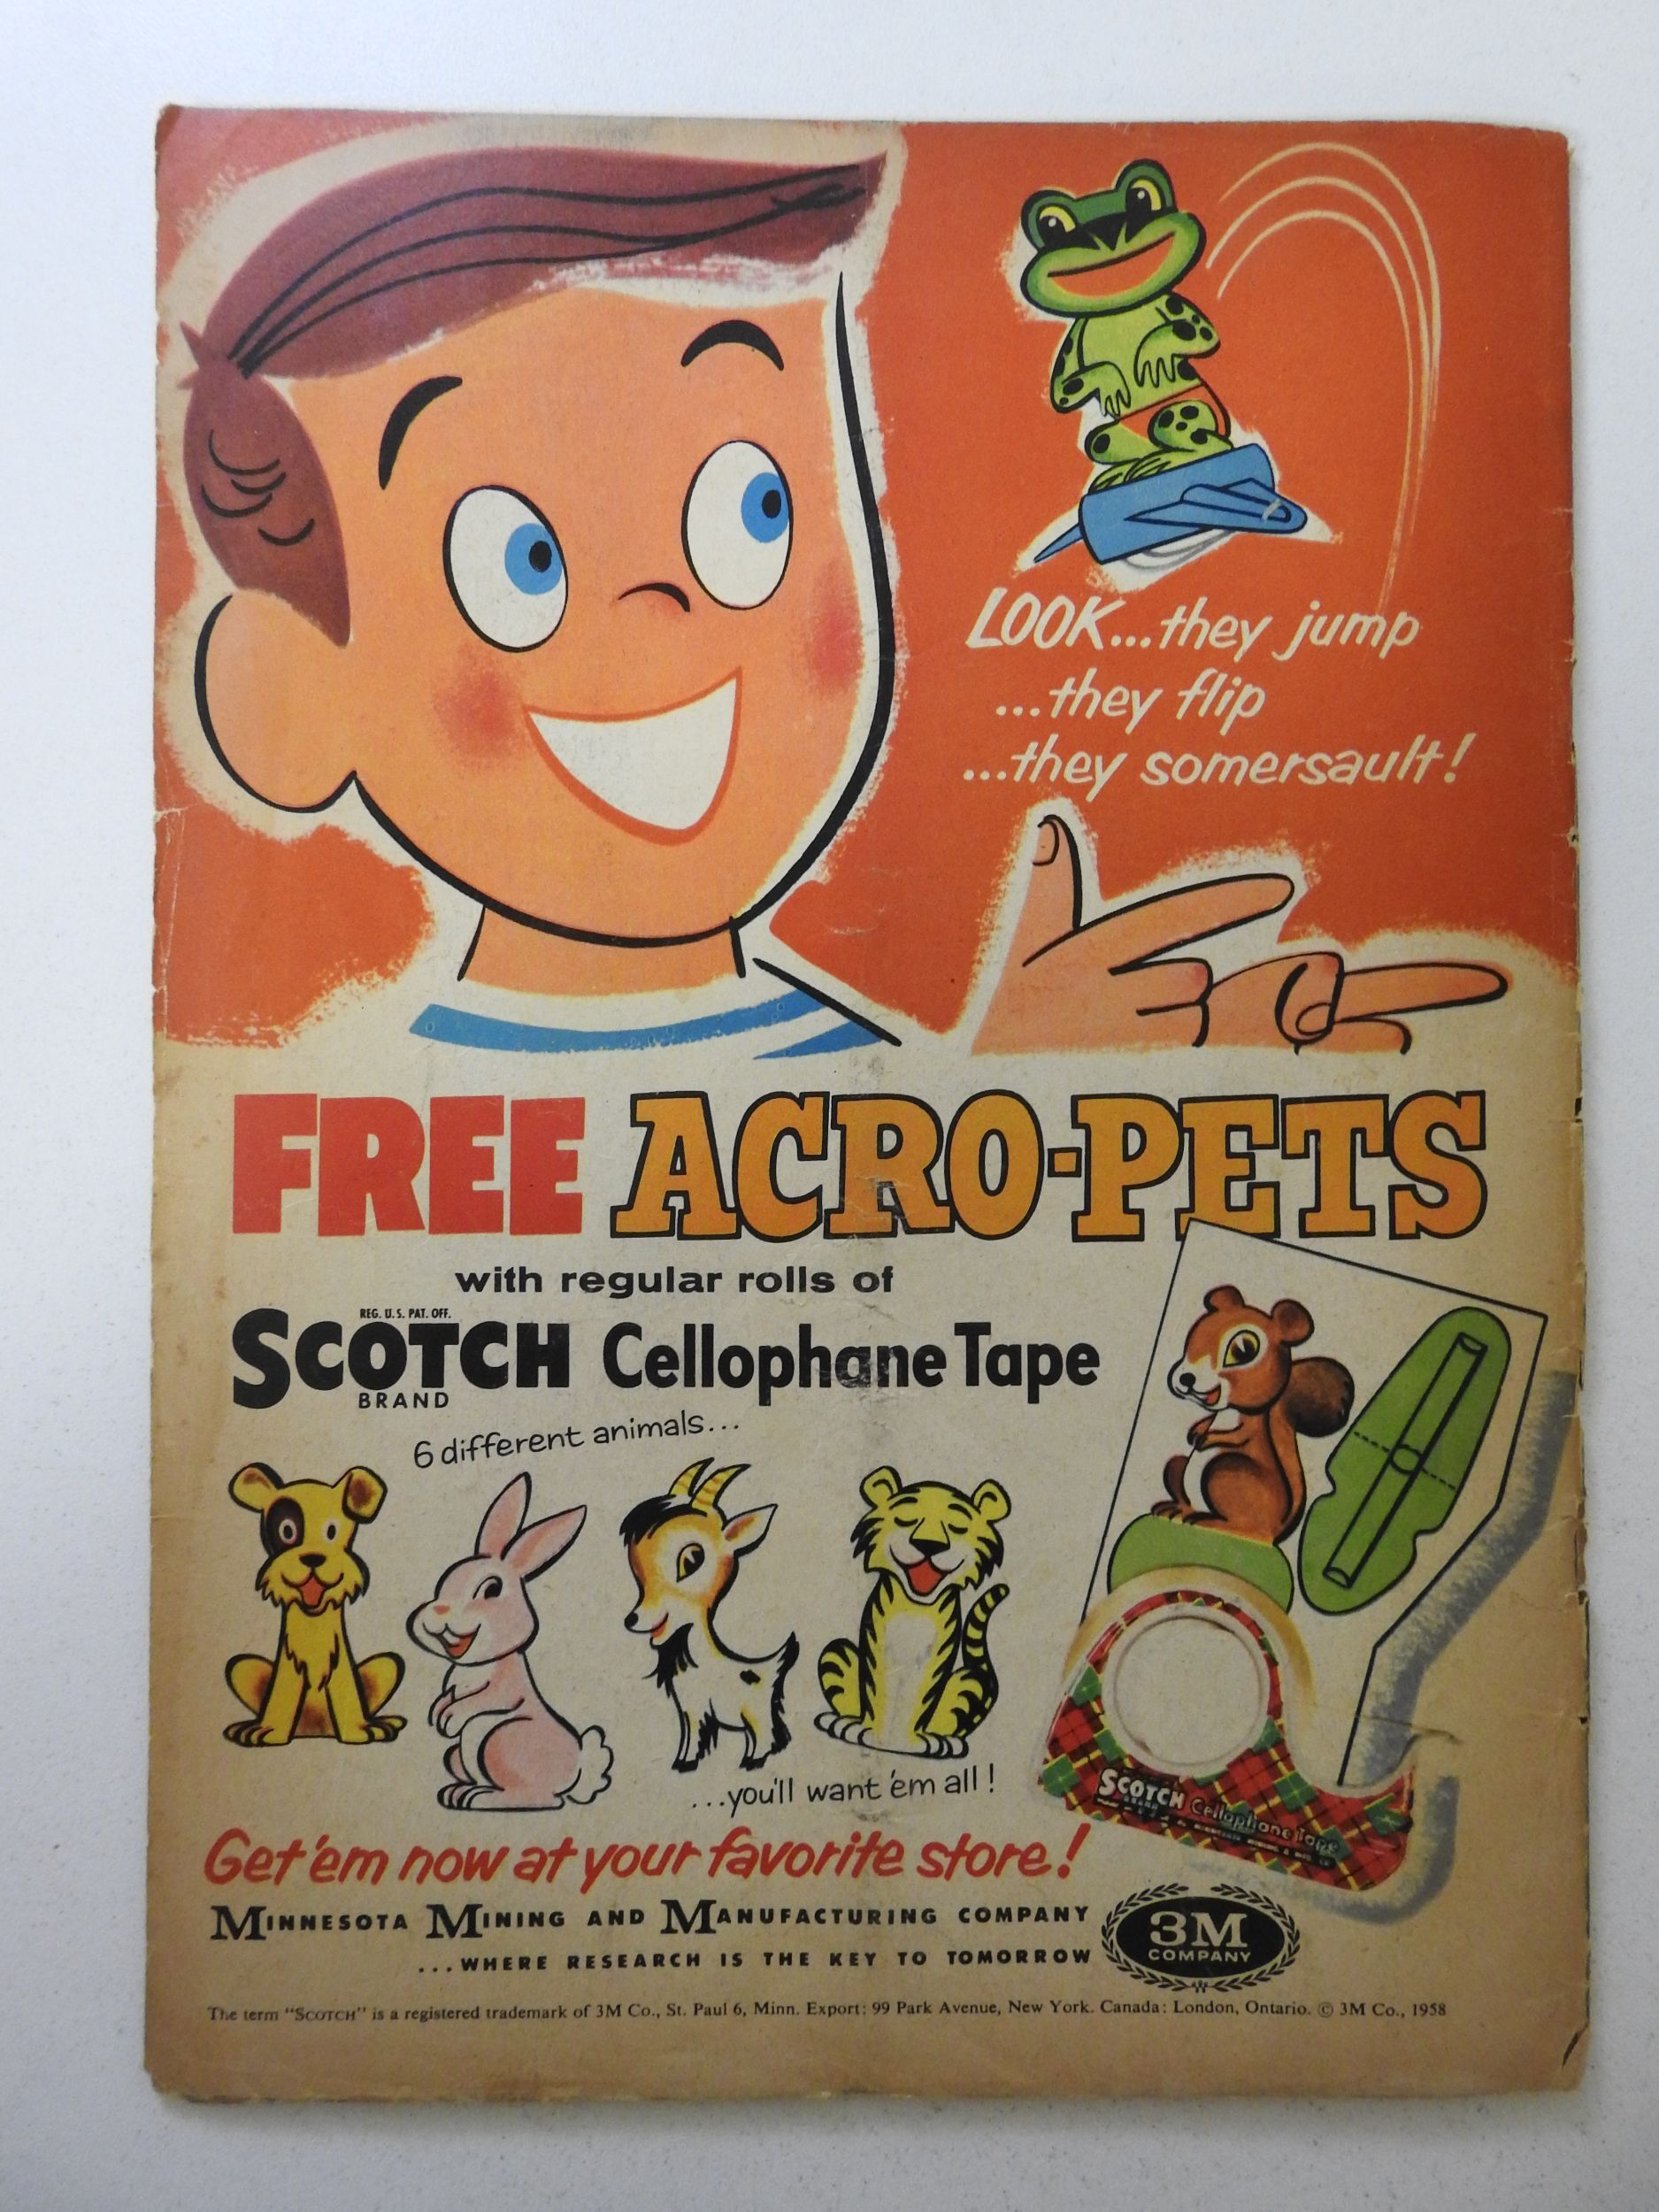 LOOK...they jump
...they flip
...they somersault!
FREE ACRO-PETS
with regular rolls of
REG. U.S. PAT. OFF.
SCOTCH Cellophane Tape
BRAND
6 different animals...
...you'll want 'em all!
SCOTCH Cellophane Tape
BRAND
Get 'em now at your favorite store!
MINNESOTA MINING AND MANUFACTURING COMPANY
...WHERE RESEARCH IS THE KEY TO TOMORROW
3M
COMPANY
The term "SCOTCH" is a registered trademark of 3M Co., St. Paul 6, Minn. Export: 99 Park Avenue, New York. Canada: London, Ontario. © 3M Co., 1958